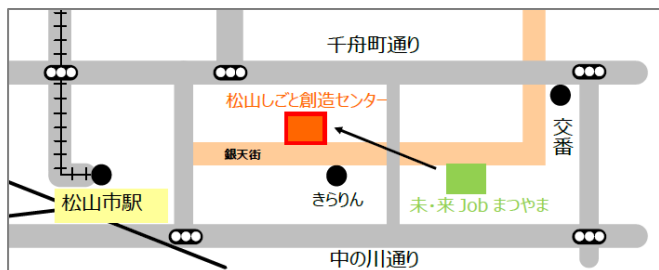 千舟町通り
松山しごと創造センター
交番
銀天街
きらりん
未・来 Job まつやま
松山市駅
中の川通り